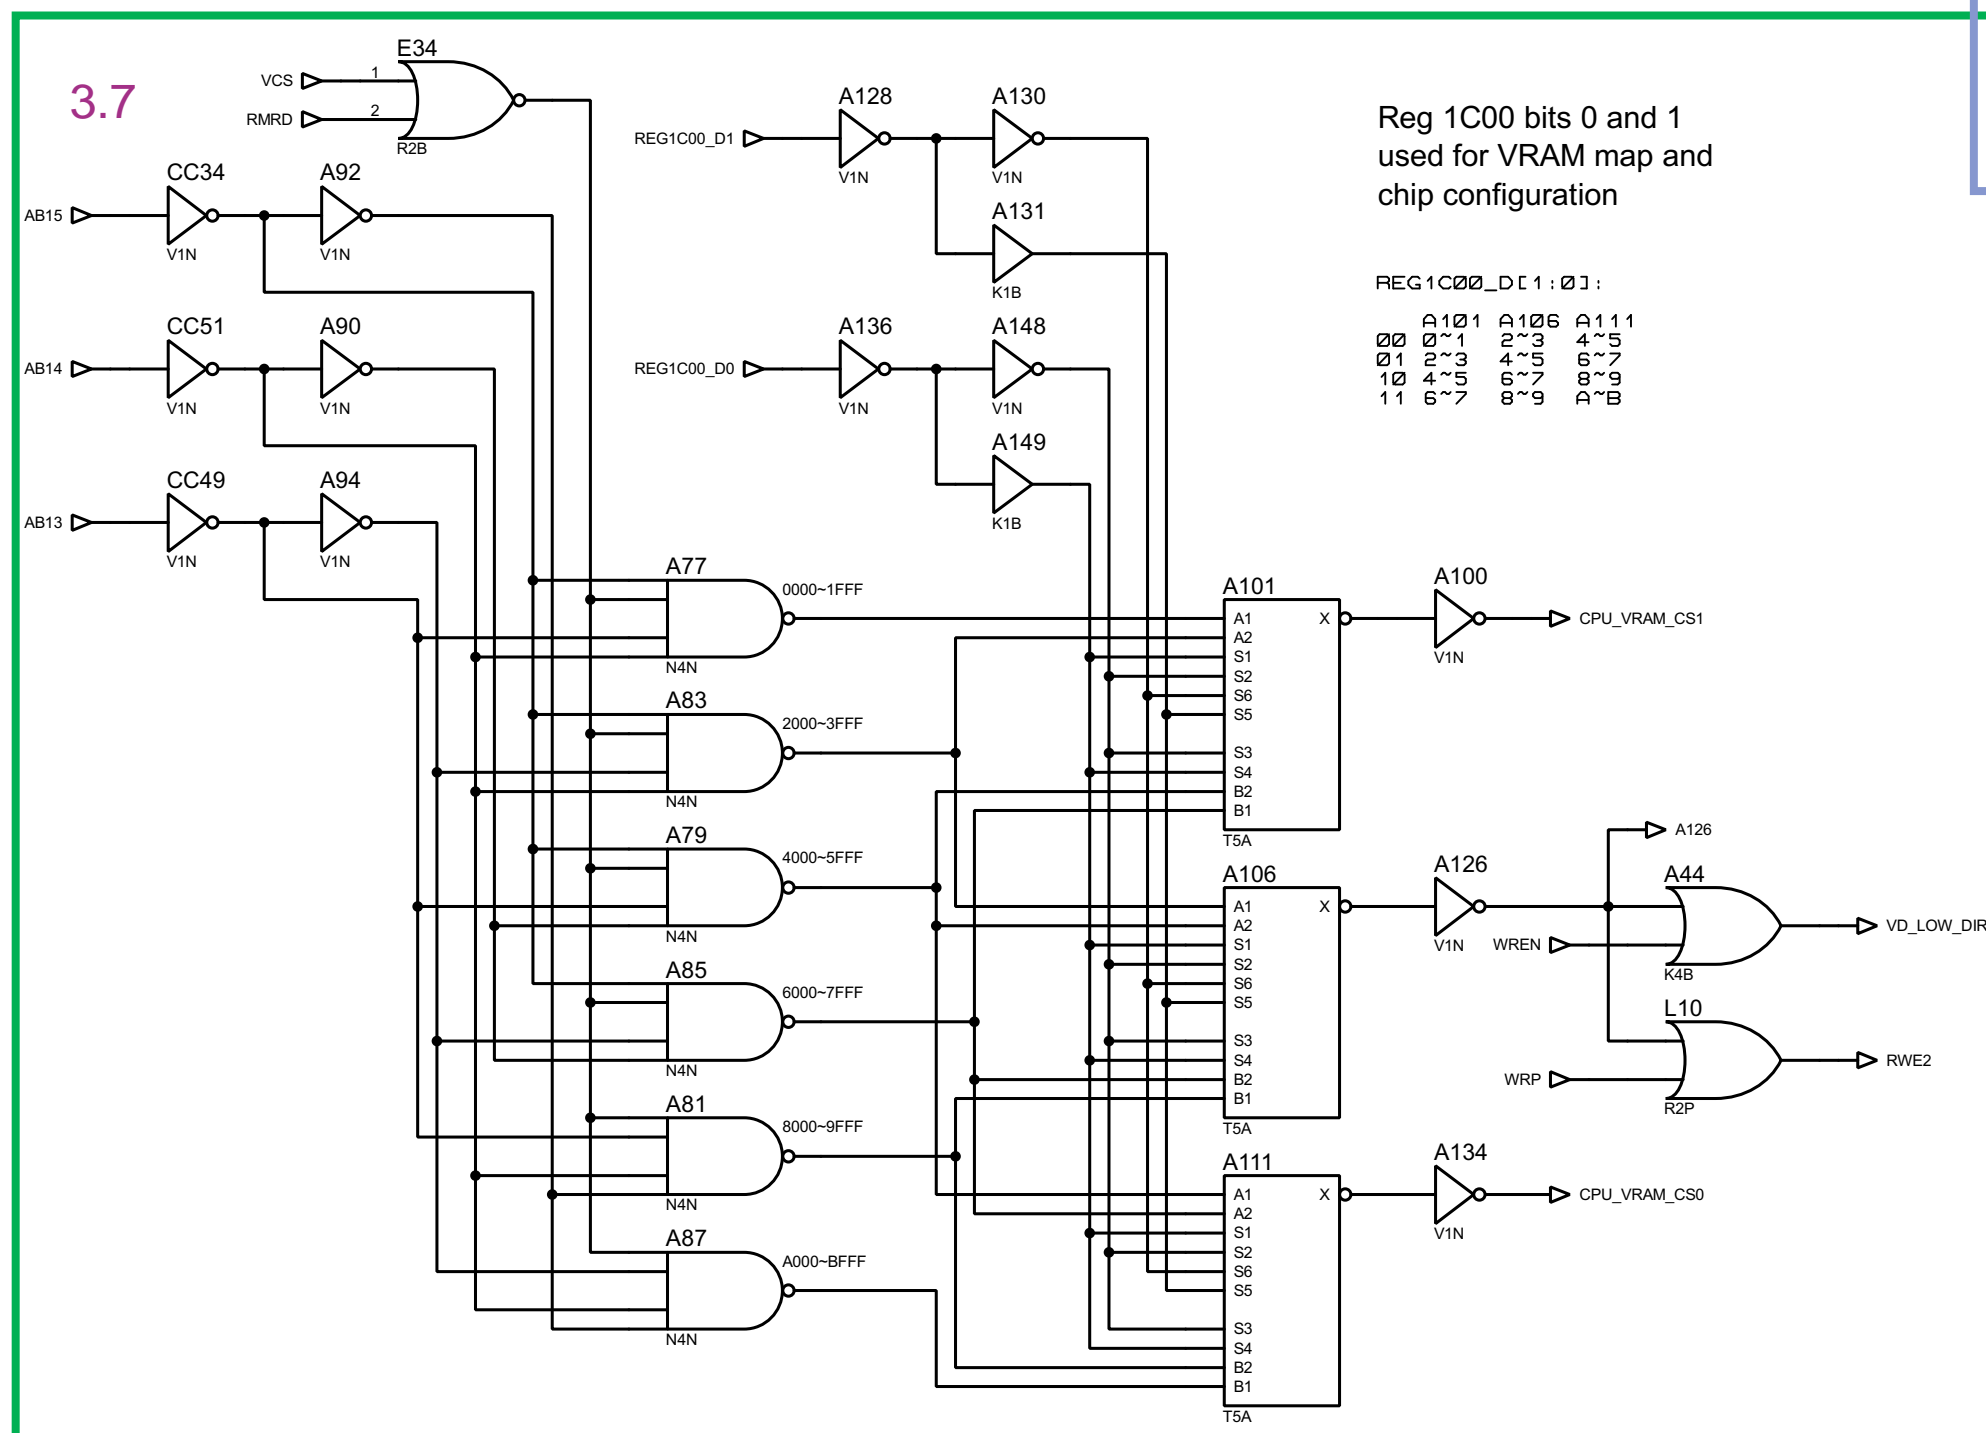 3.7
E34
VCS 1
RMRD 2
R2B
CC34 A92
AB15
V1N V1N
CC51 A90
AB14
V1N V1N
CC49 A94
AB13
V1N V1N
A128 A130
REG1C00_D1
V1N V1N
A131
K1B
A136 A148
REG1C00_D0
V1N V1N
A149
K1B
Reg 1C00 bits 0 and 1
used for VRAM map and
chip configuration
REG1C00_D[1:0]:
A101 A106 A111
00 0~1 2~3 4~5
01 2~3 4~5 6~7
10 4~5 6~7 8~9
11 6~7 8~9 A~B
A77
0000~1FFF
N4N
A83
2000~3FFF
N4N
A79
4000~5FFF
N4N
A85
6000~7FFF
N4N
A81
8000~9FFF
N4N
A87
A000~BFFF
N4N
A101
A1 X
A2
S1
S2
S6
S5
S3
S4
B2
B1
T5A
A100
CPU_VRAM_CS1
V1N
A106
A1 X
A2
S1
S2
S6
S5
S3
S4
B2
B1
T5A
A126
V1N
A126
A44
WREN
VD_LOW_DIR
K4B
L10
WRP
RWE2
R2P
A111
A1 X
A2
S1
S2
S6
S5
S3
S4
B2
B1
T5A
A134
CPU_VRAM_CS0
V1N